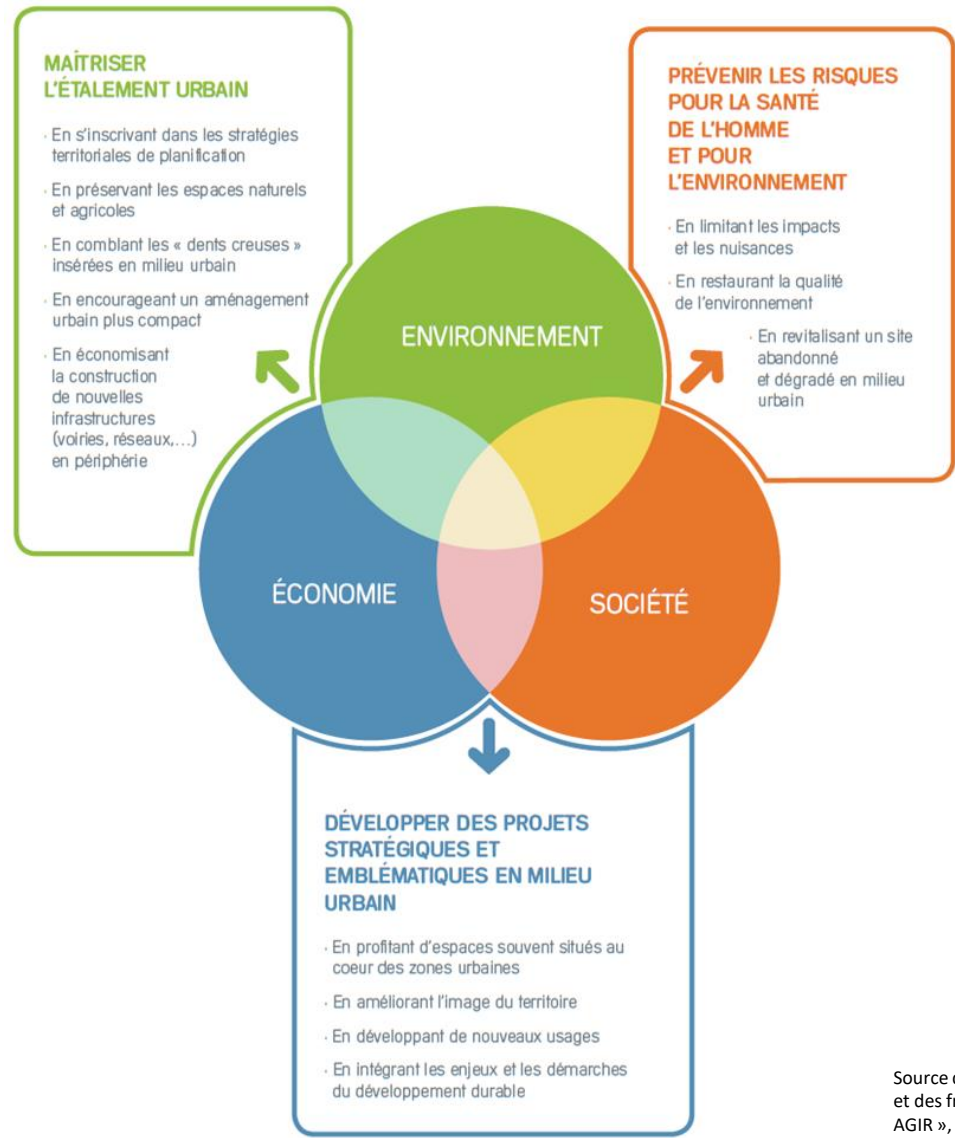 MAÎTRISER
L'ÉTALEMENT URBAIN
· En s'inscrivant dans les stratégies
territoriales de planification
· En préservant les espaces naturels
et agricoles
· En comblant les « dents creuses »
insérées en milieu urbain
· En encourageant un aménagement
urbain plus compact
· En économisant
la construction
de nouvelles
infrastructures
(voiries, réseaux,...)
en périphérie
PRÉVENIR LES RISQUES
POUR LA SANTÉ
DE L'HOMME
ET POUR
L'ENVIRONNEMENT
· En limitant les impacts
et les nuisances
· En restaurant la qualité
de l'environnement
· En revitalisant un site
abandonné
et dégradé en milieu
urbain
ENVIRONNEMENT
ÉCONOMIE
SOCIÉTÉ
DÉVELOPPER DES PROJETS
STRATÉGIQUES ET
EMBLÉMATIQUES EN MILIEU
URBAIN
· En profitant d'espaces souvent situés au
coeur des zones urbaines
· En améliorant l'image du territoire
· En développant de nouveaux usages
· En intégrant les enjeux et les démarches
du développement durable
Source
et des
AGIR »,